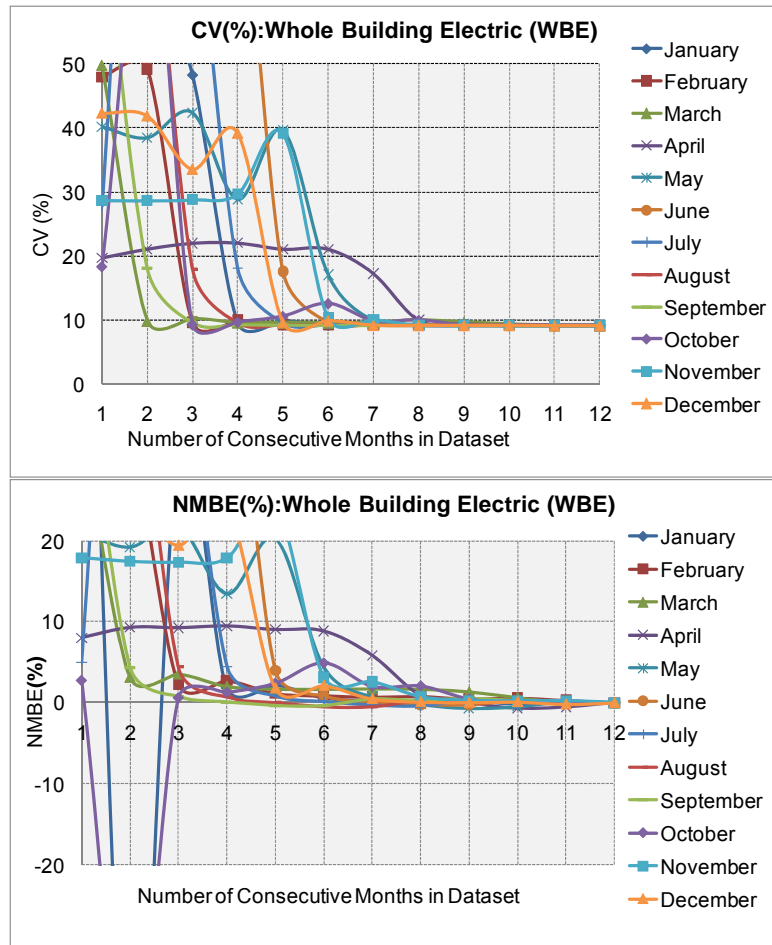 CV(%):Whole Building Electric (WBE)
50
40
30
20
10
0
CV (%)
1 2 3 4 5 6 7 8 9 10 11 12
Number of Consecutive Months in Dataset
January
February
March
April
May
June
July
August
September
October
November
December
NMBE(%):Whole Building Electric (WBE)
20
10
0
-10
-20
NMBE(%)
1 2 3 4 5 6 7 8 9 10 11 12
Number of Consecutive Months in Dataset
January
February
March
April
May
June
July
August
September
October
November
December